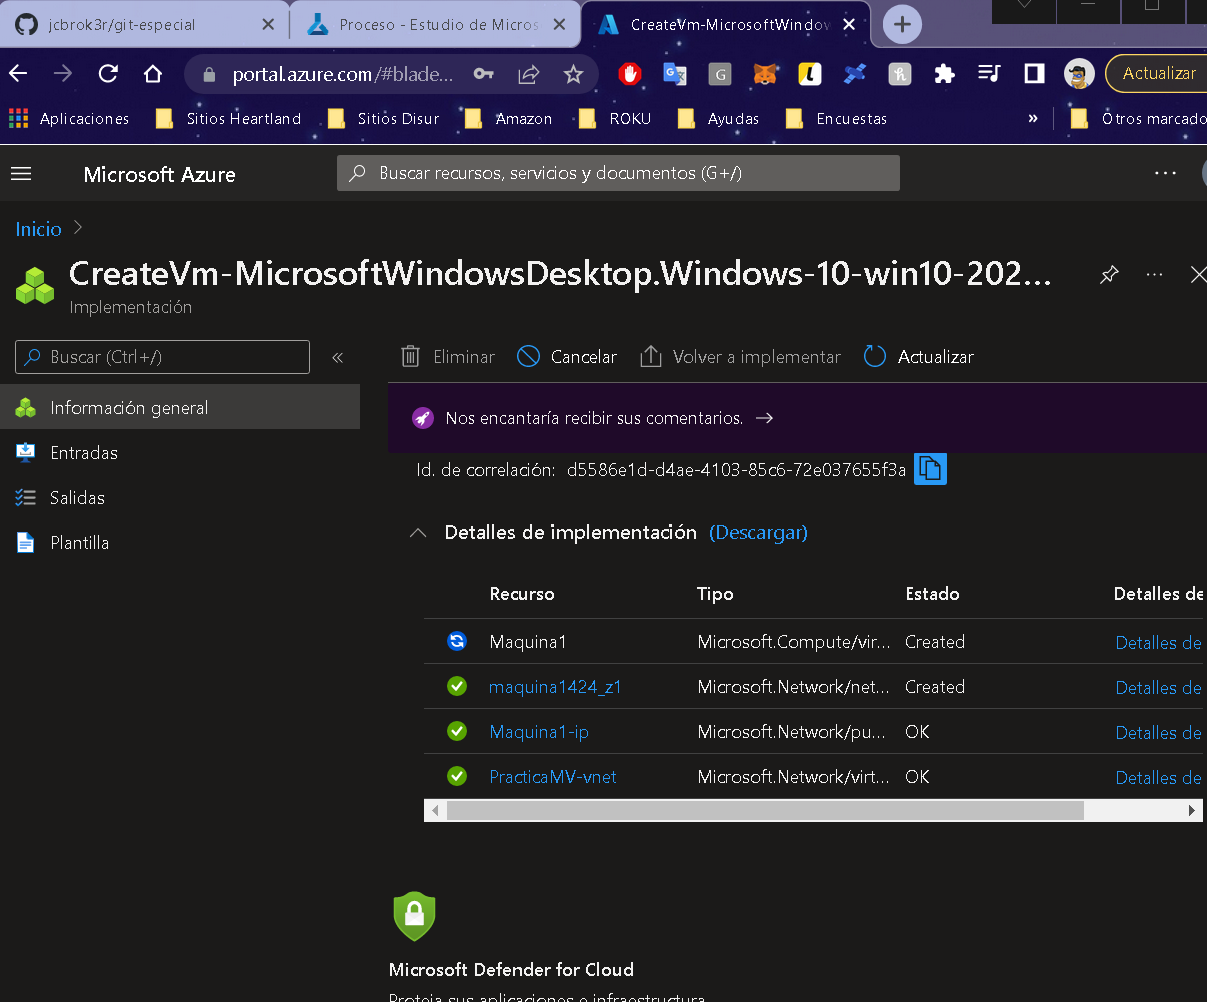 jcbrok3r/git-especial
Proceso - Estudio de Micros
CreateVm-MicrosoftWindow
portal.azure.com/#blade...
Actualizar
Aplicaciones
Sitios Heartland
Sitios Disur
Amazon
ROKU
Ayudas
Encuestas
»
Otros marcado
Microsoft Azure
Buscar recursos, servicios y documentos (G+/)
...
Inicio >
CreateVm-MicrosoftWindowsDesktop.Windows-10-win10-202...
Implementación
Buscar (Ctrl+/)
«
Eliminar
Cancelar
Volver a implementar
Actualizar
Información general
Entradas
Salidas
Plantilla
Nos encantaría recibir sus comentarios. →
Id. de correlación: d5586e1d-d4ae-4103-85c6-72e037655f3a
Detalles de implementación (Descargar)
Recurso Tipo Estado Detalles de
Maquina1 Microsoft.Compute/vir... Created Detalles de
maquina1424_z1 Microsoft.Network/net... Created Detalles de
Maquina1-ip Microsoft.Network/pu... OK Detalles de
PracticaMV-vnet Microsoft.Network/virt... OK Detalles de
Microsoft Defender for Cloud
Proteja sus aplicaciones e infraestructura